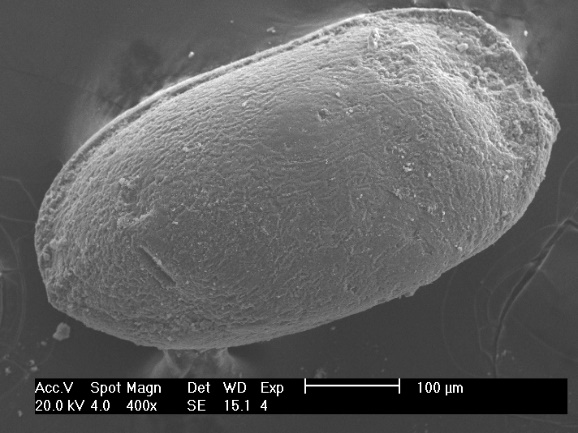 Acc.V Spot Magn Det WD Exp 100 µm
20.0 kV 4.0 400x SE 15.1 4